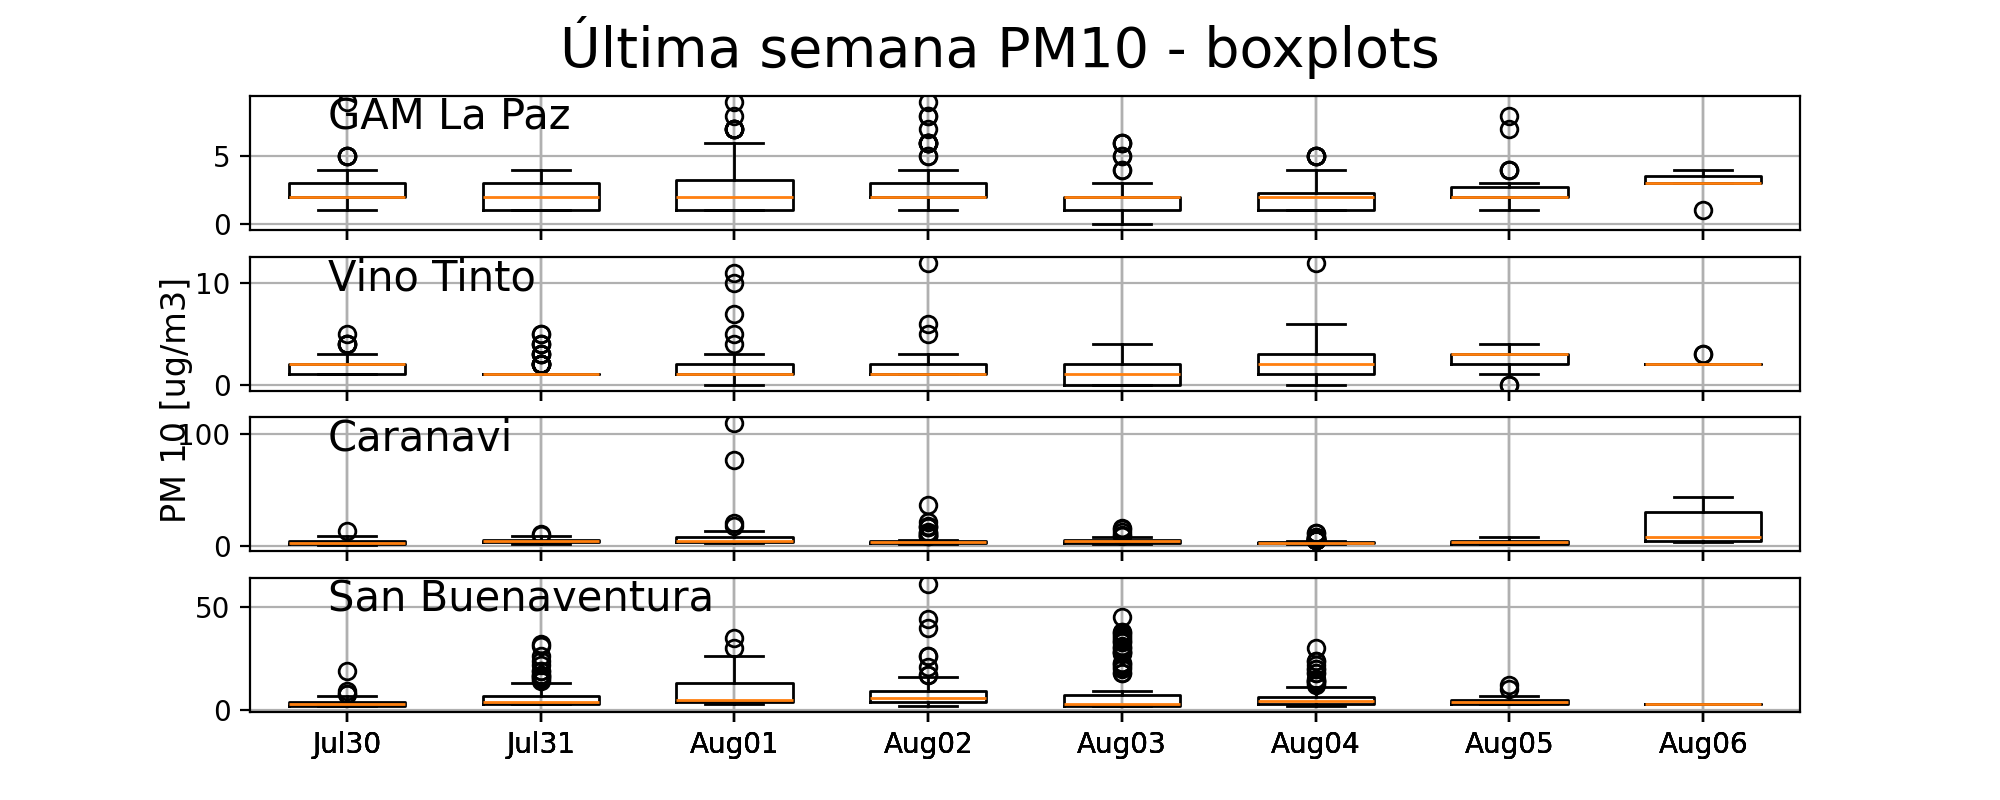 Última semana PM10 - boxplots
GAM La Paz
5
0
Vino Tinto
10
0
PM 10 [ug/m3]
Caranavi
100
0
San Buenaventura
50
0
Jul30 Jul31 Aug01 Aug02 Aug03 Aug04 Aug05 Aug06